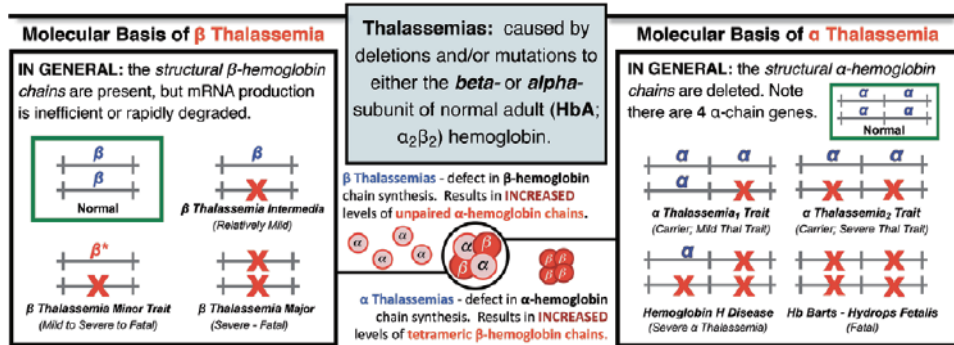 Molecular Basis of β Thalassemia
IN GENERAL: the structural β-hemoglobin
chains are present, but mRNA production
is inefficient or rapidly degraded.
β
β
Normal
β
X
β Thalassemia Intermedia
(Relatively Mild)
β*
X
β Thalassemia Minor Trait
(Mild to Severe to Fatal)
X
X
β Thalassemia Major
(Severe - Fatal)
Thalassemias: caused by
deletions and/or mutations to
either the beta- or alpha-
subunit of normal adult (HbA;
α₂β₂) hemoglobin.
β Thalassemias - defect in β-hemoglobin
chain synthesis. Results in INCREASED
levels of unpaired α-hemoglobin chains.
α α α α
α β
β α
β β
β β
α Thalassemias - defect in α-hemoglobin
chain synthesis. Results in INCREASED
levels of tetrameric β-hemoglobin chains.
Molecular Basis of α Thalassemia
IN GENERAL: the structural α-hemoglobin
chains are deleted. Note
there are 4 α-chain genes.
α α
α α
Normal
α α
α X
α Thalassemia₁ Trait
(Carrier; Mild Thal Trait)
α α
X X
α Thalassemia₂ Trait
(Carrier; Severe Thal Trait)
α X
X X
Hemoglobin H Disease
(Severe α Thalassemia)
X X
X X
Hb Barts - Hydrops Fetalis
(Fatal)